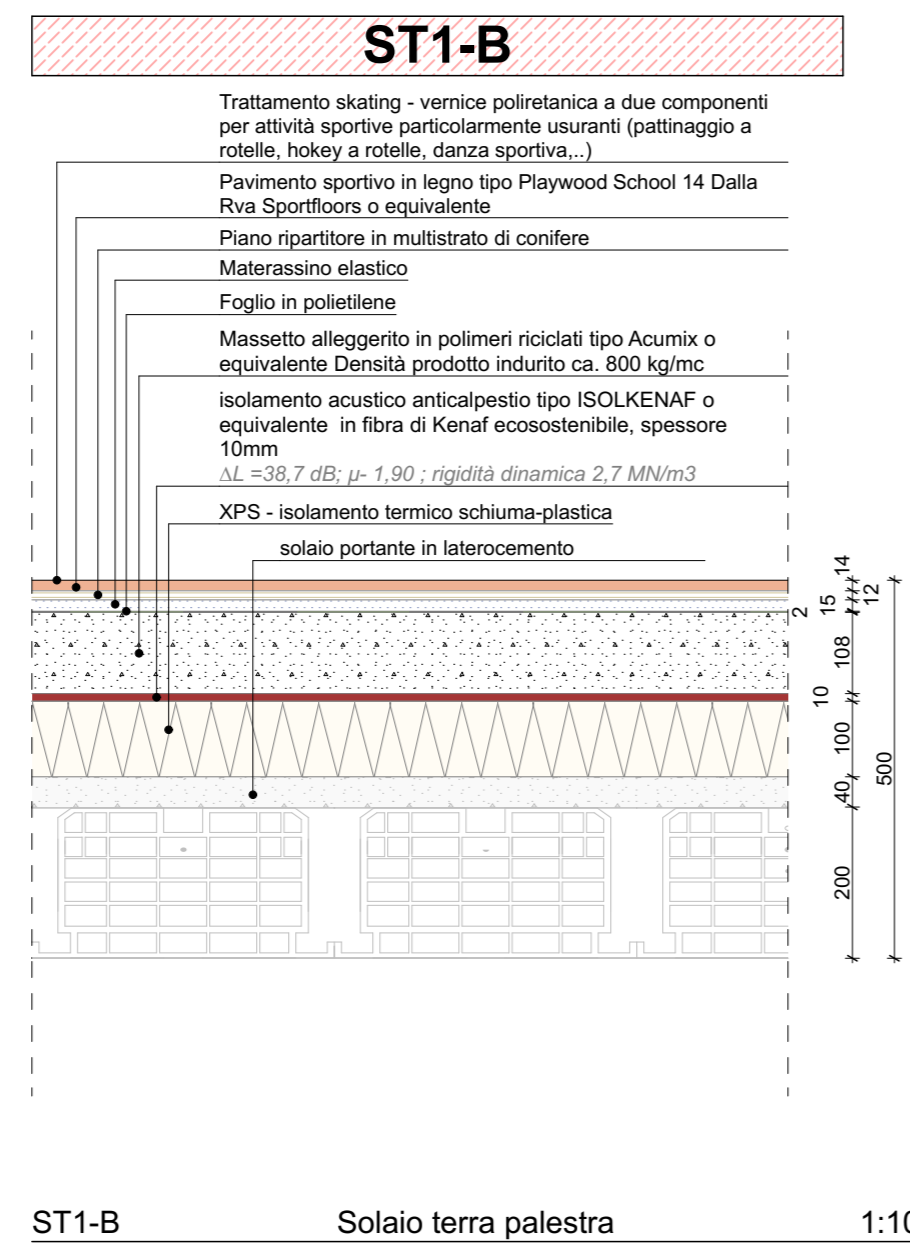 ST1-B
Trattamento skating - vernice poliretanica a due componenti
per attività sportive particolarmente usuranti (pattinaggio a
rotelle, hokey a rotelle, danza sportiva,..)
Pavimento sportivo in legno tipo Playwood School 14 Dalla
Rva Sportfloors o equivalente
Piano ripartitore in multistrato di conifere
Materassino elastico
Foglio in polietilene
Massetto alleggerito in polimeri riciclati tipo Acumix o
equivalente Densità prodotto indurito ca. 800 kg/mc
isolamento acustico anticalpestio tipo ISOLKENAF o
equivalente in fibra di Kenaf ecosostenibile, spessore
10mm
∆L =38,7 dB; μ- 1,90 ; rigidità dinamica 2,7 MN/m3
XPS - isolamento termico schiuma-plastica
solaio portante in laterocemento
14
12
15
2
108
10
100
40
200
500
ST1-B Solaio terra palestra 1:10